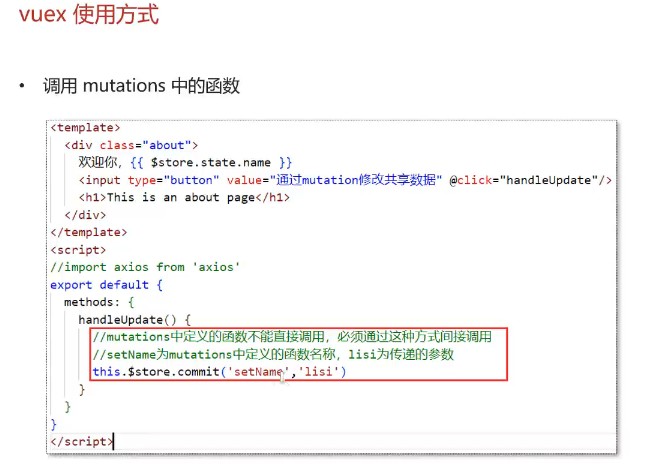 vuex 使用方式
• 调用 mutations 中的函数
<template>
  <div class="about">
    欢迎你，{{ $store.state.name }}
    <input type="button" value="通过mutation修改共享数据" @click="handleUpdate"/>
    <h1>This is an about page</h1>
  </div>
</template>
<script>
//import axios from 'axios'
export default {
  methods: {
    handleUpdate() {
      //mutations中定义的函数不能直接调用，必须通过这种方式间接调用
      //setName为mutations中定义的函数名称，lisi为传递的参数
      this.$store.commit('setName','lisi')
    }
  }
}
</script>